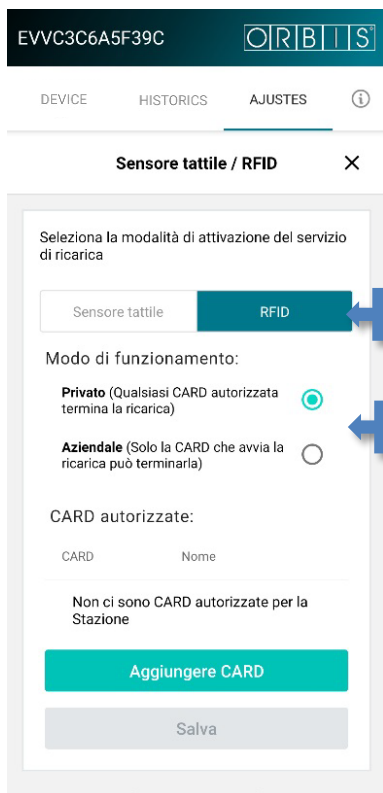 EVVC3C6A5F39C ORBIS
DEVICE HISTORICS AJUSTES
Sensore tattile / RFID
Seleziona la modalità di attivazione del servizio
di ricarica
Sensore tattile RFID
Modo di funzionamento:
Privato (Qualsiasi CARD autorizzata
termina la ricarica)
Aziendale (Solo la CARD che avvia la
ricarica può terminarla)
CARD autorizzate:
CARD Nome
Non ci sono CARD autorizzate per la
Stazione
Aggiungere CARD
Salva